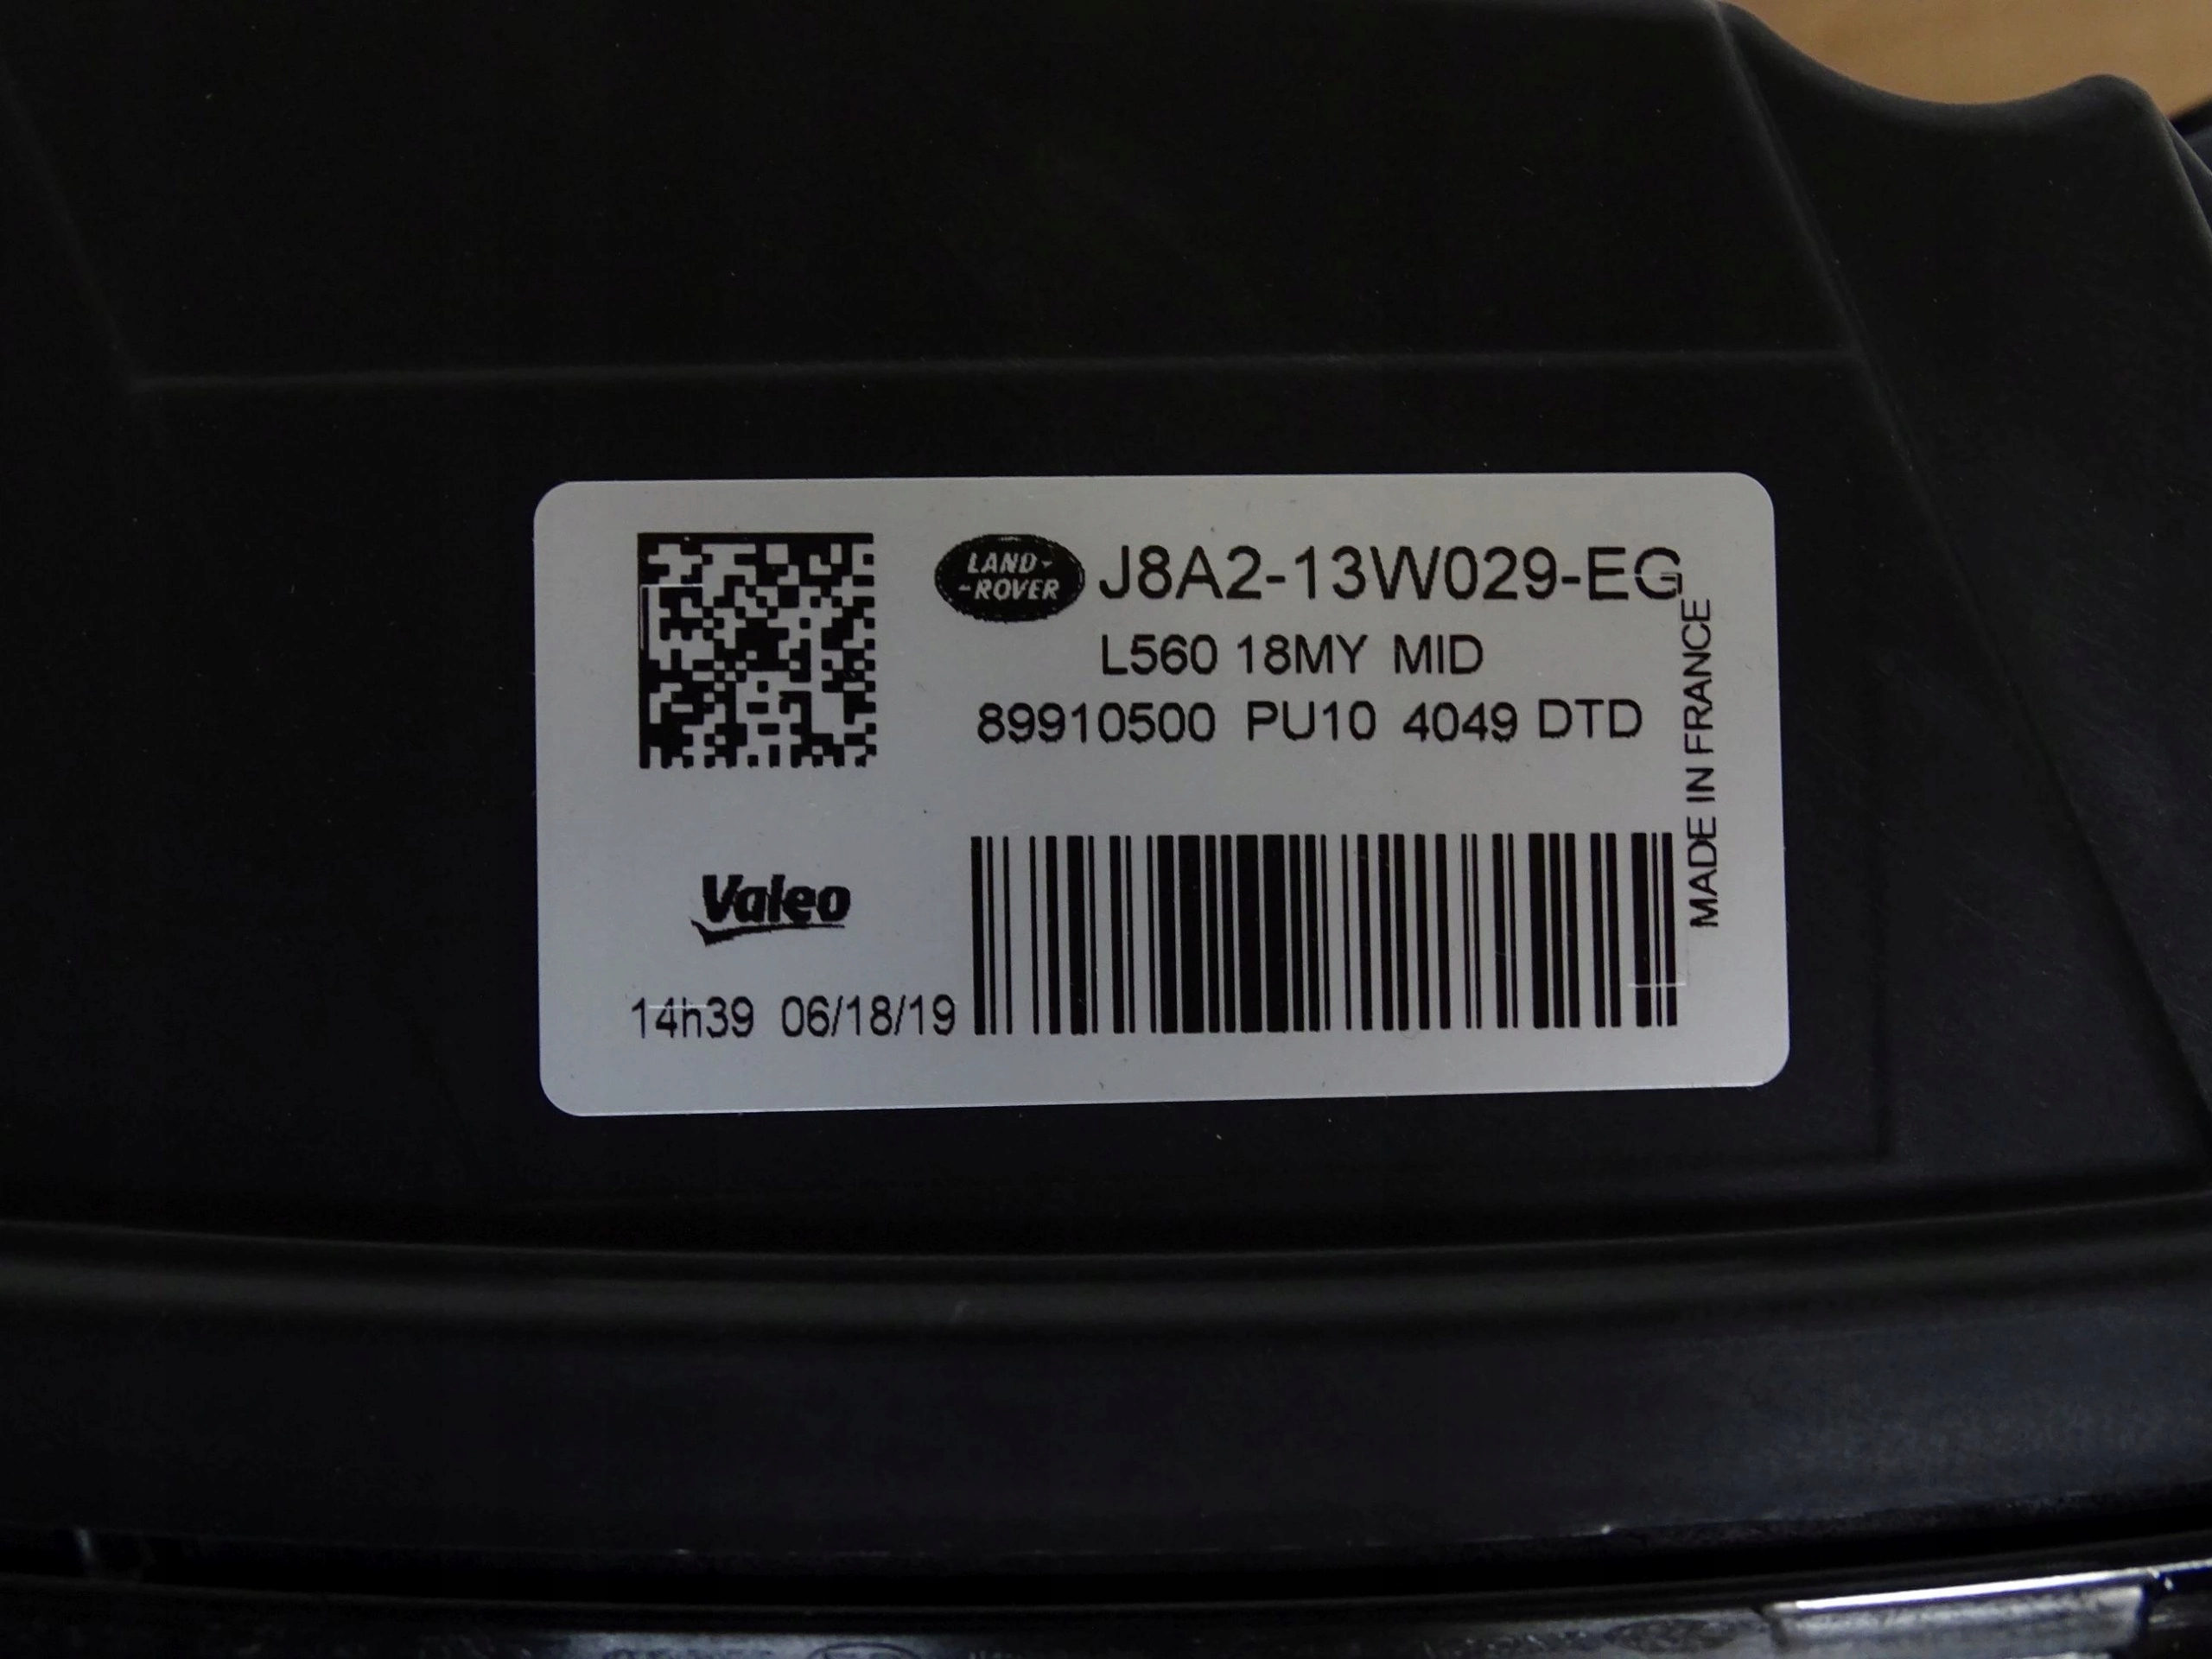 LAND-
-ROVER
J8A2-13W029-EG
L560 18MY MID
89910500 PU10 4049 DTD
MADE IN FRANCE
Valeo
14h39 06/18/19